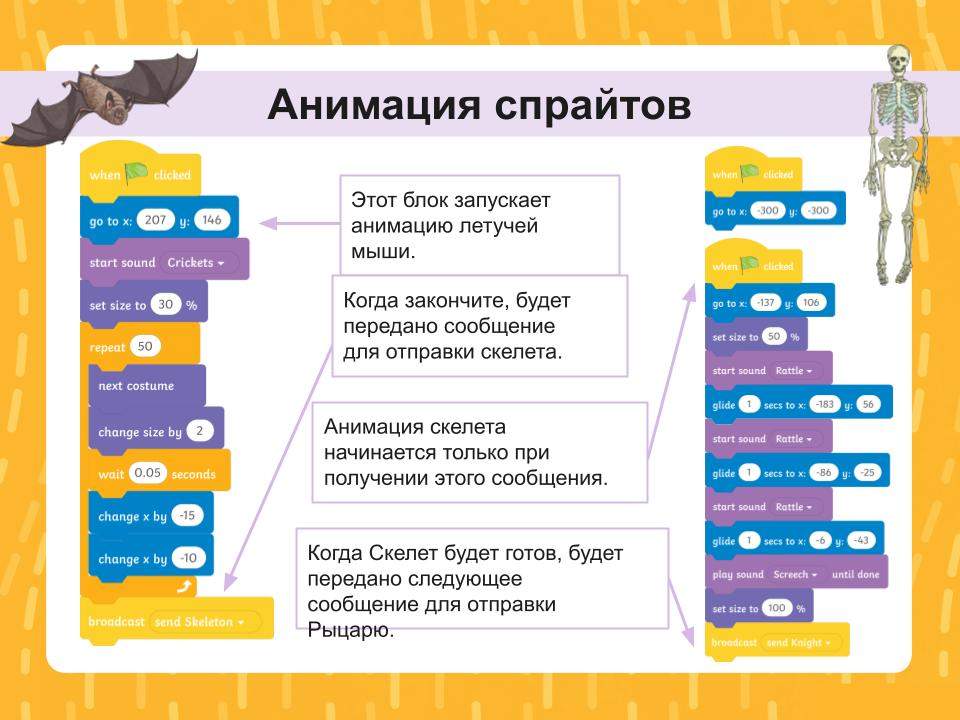 Анимация спрайтов
when clicked
go to x: 207 y: 146
start sound Crickets
set size to 30 %
repeat 50
next costume
change size by 2
wait 0.05 seconds
change x by -15
change x by -10
broadcast send Skeleton
Этот блок запускает
анимацию летучей
мыши.
Когда закончите, будет
передано сообщение
для отправки скелета.
Анимация скелета
начинается только при
получении этого сообщения.
Когда Скелет будет готов, будет
передано следующее
сообщение для отправки
Рыцарю.
when clicked
go to x: -300 y: -300
when clicked
go to x: -137 y: 106
set size to 50 %
start sound Rattle
glide 1 secs to x: -183 y: 56
start sound Rattle
glide 1 secs to x: -86 y: -25
start sound Rattle
glide 1 secs to x: -6 y: -43
play sound Screech until done
set size to 100 %
broadcast send Knight